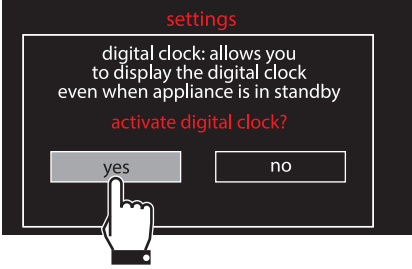 settings
digital clock: allows you
to display the digital clock
even when appliance is in standby
activate digital clock?
yes
no